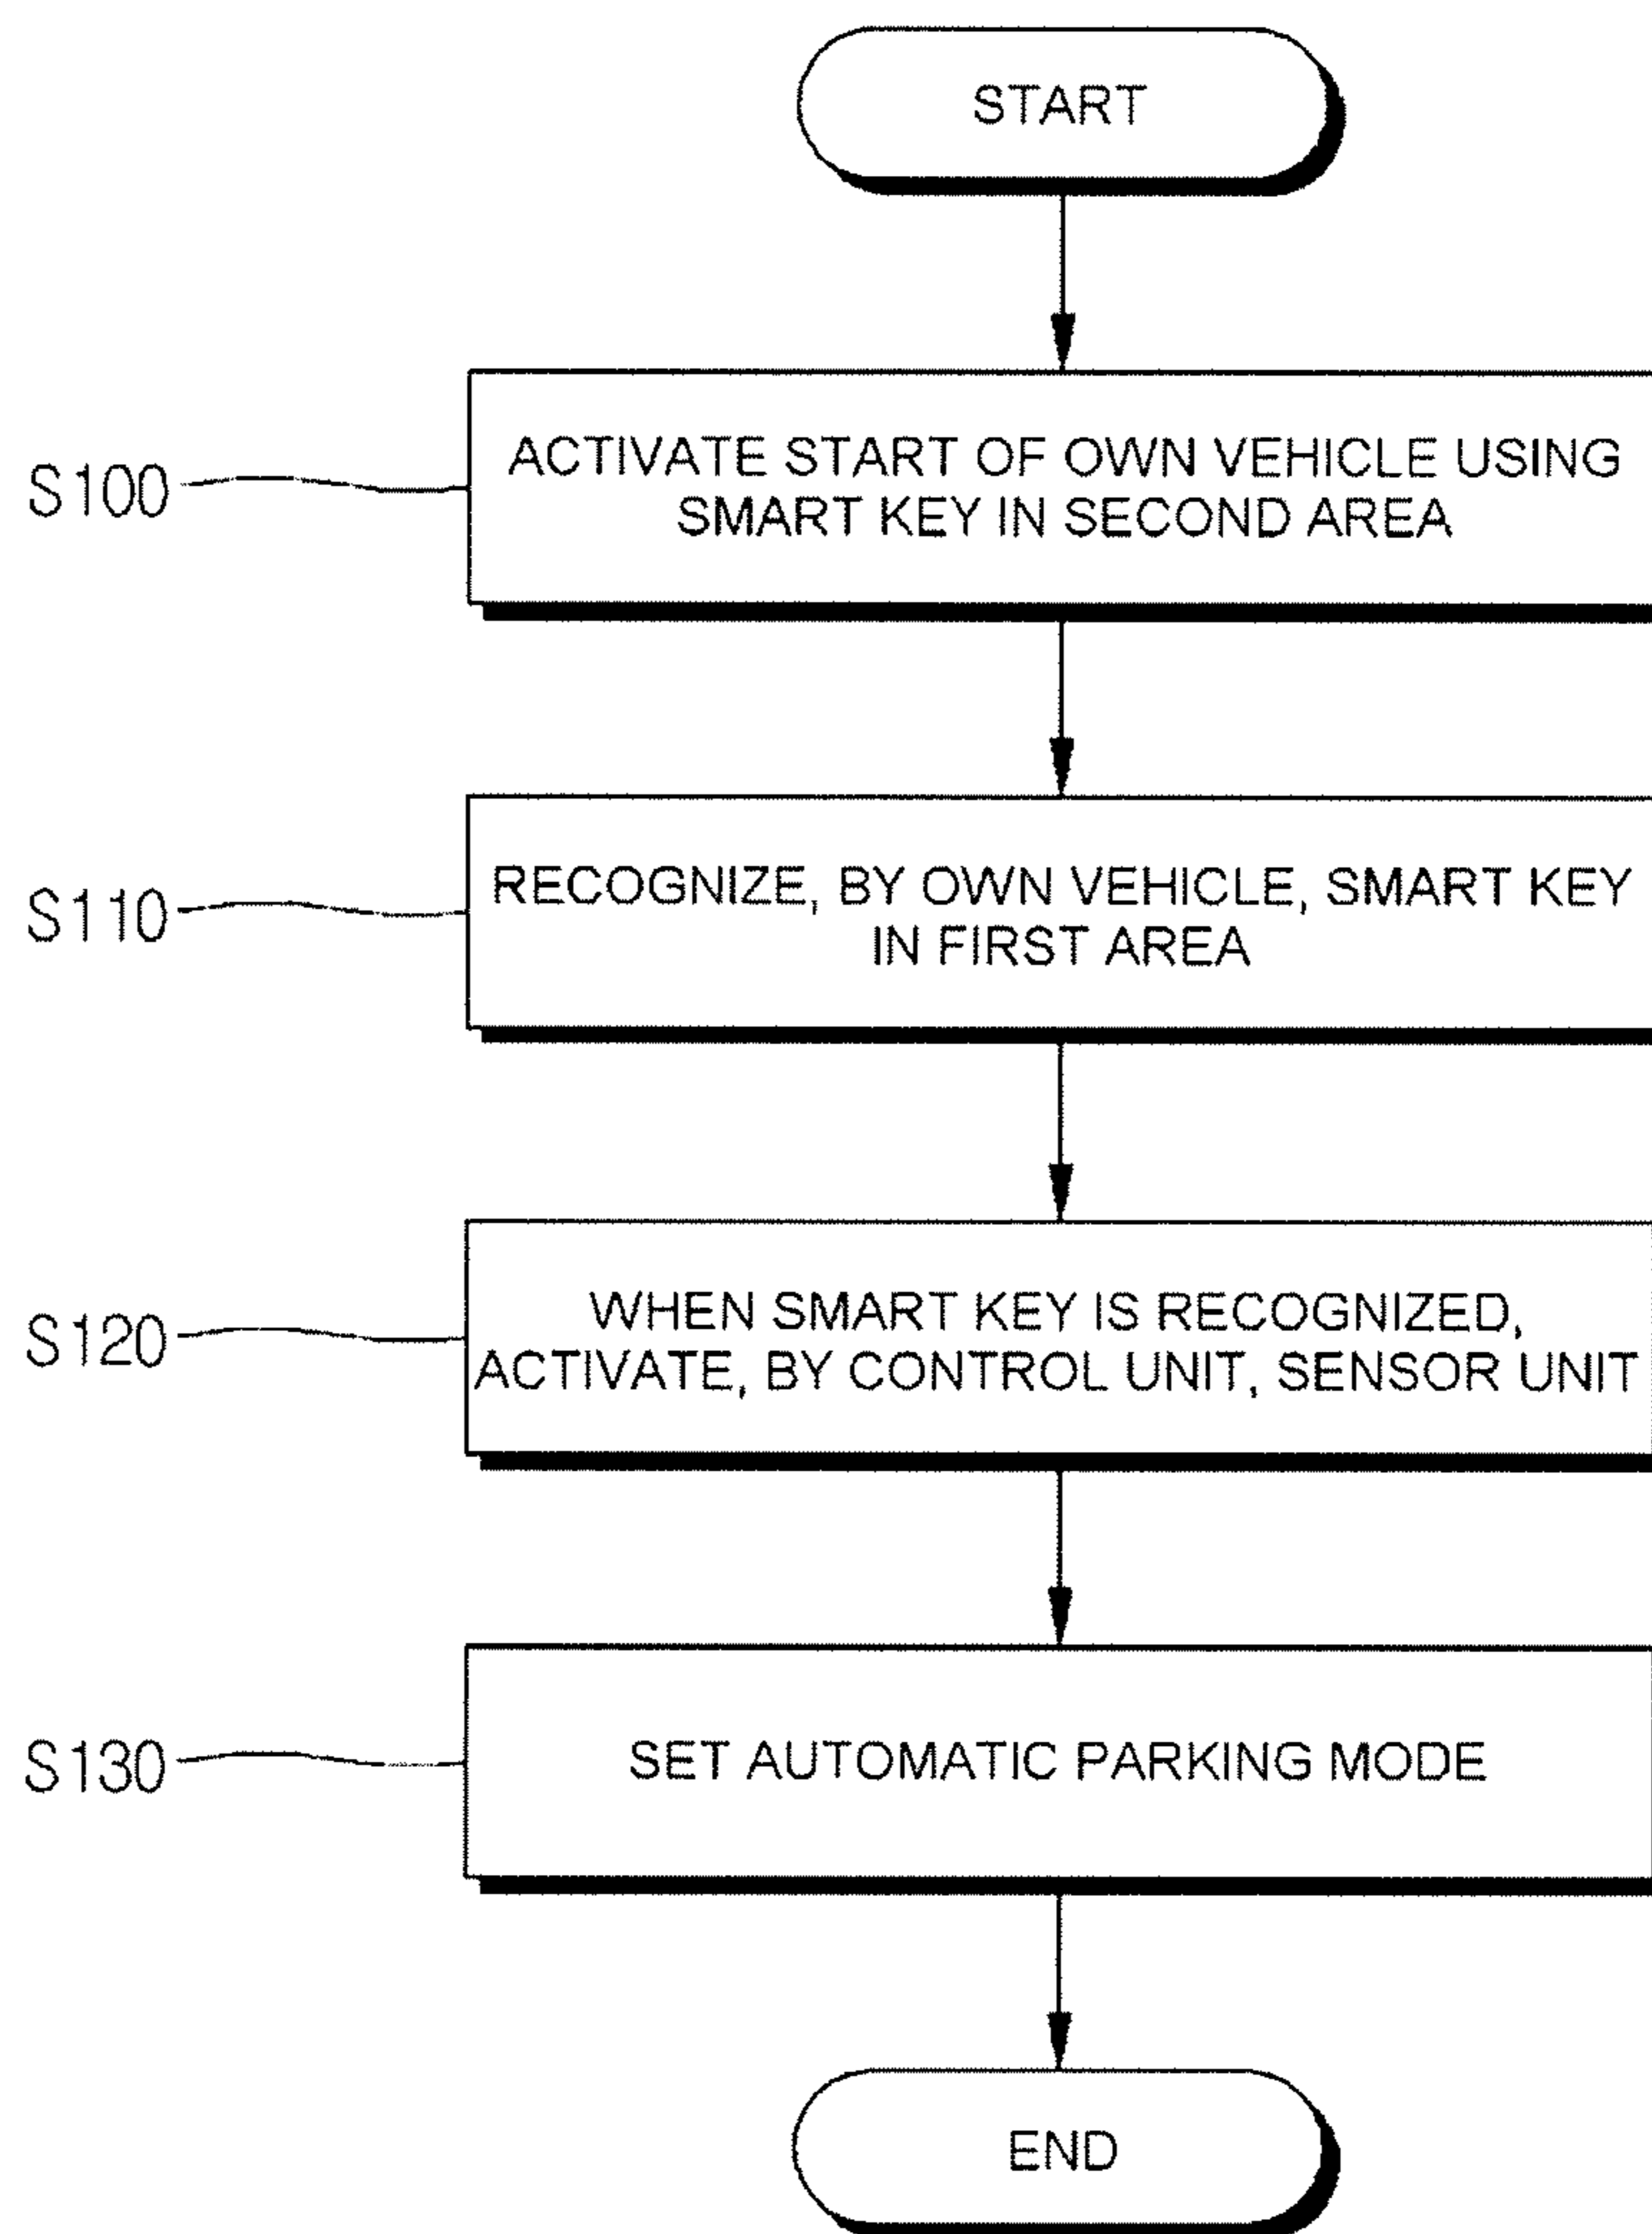 START
S100
ACTIVATE START OF OWN VEHICLE USING
SMART KEY IN SECOND AREA
S110
RECOGNIZE, BY OWN VEHICLE, SMART KEY
IN FIRST AREA
S120
WHEN SMART KEY IS RECOGNIZED,
ACTIVATE, BY CONTROL UNIT, SENSOR UNIT
S130
SET AUTOMATIC PARKING MODE
END